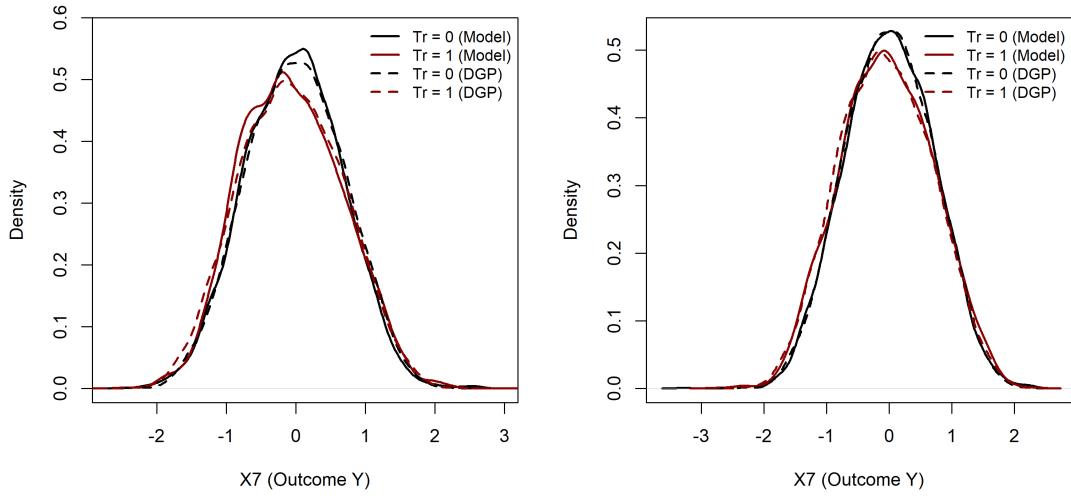 0.6
0.5
0.4
0.3
0.2
0.1
0.0
Density
Tr = 0 (Model)
Tr = 1 (Model)
Tr = 0 (DGP)
Tr = 1 (DGP)
-2 -1 0 1 2 3
X7 (Outcome Y)
0.5
0.4
0.3
0.2
0.1
0.0
Density
Tr = 0 (Model)
Tr = 1 (Model)
Tr = 0 (DGP)
Tr = 1 (DGP)
-3 -2 -1 0 1 2
X7 (Outcome Y)